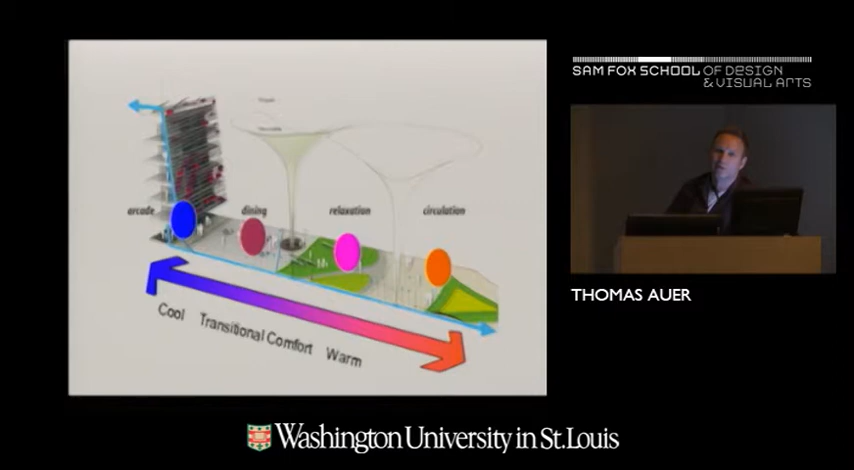 SAM FOX SCHOOL OF DESIGN
& VISUAL ARTS
arcade
dining
relaxation
circulation
Cool Transitional Comfort Warm
THOMAS AUER
Washington University in St. Louis